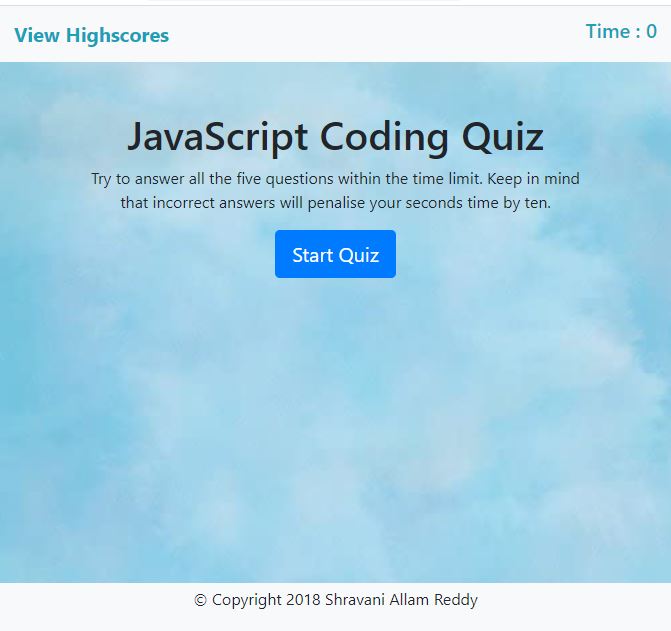 View Highscores
Time : 0
JavaScript Coding Quiz
Try to answer all the five questions within the time limit. Keep in mind
that incorrect answers will penalise your seconds time by ten.
Start Quiz
© Copyright 2018 Shravani Allam Reddy